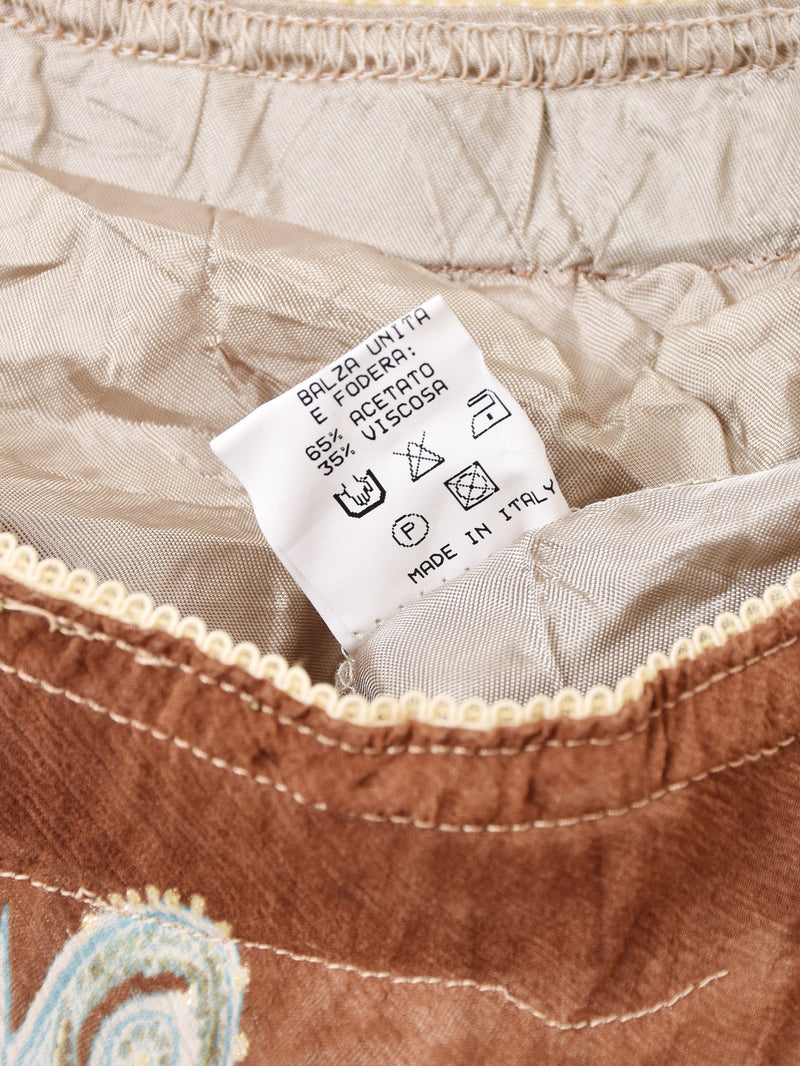 BALZA UNITA
E FODERA:
65% ACETATO
35% VISCOSA
P
MADE IN ITALY